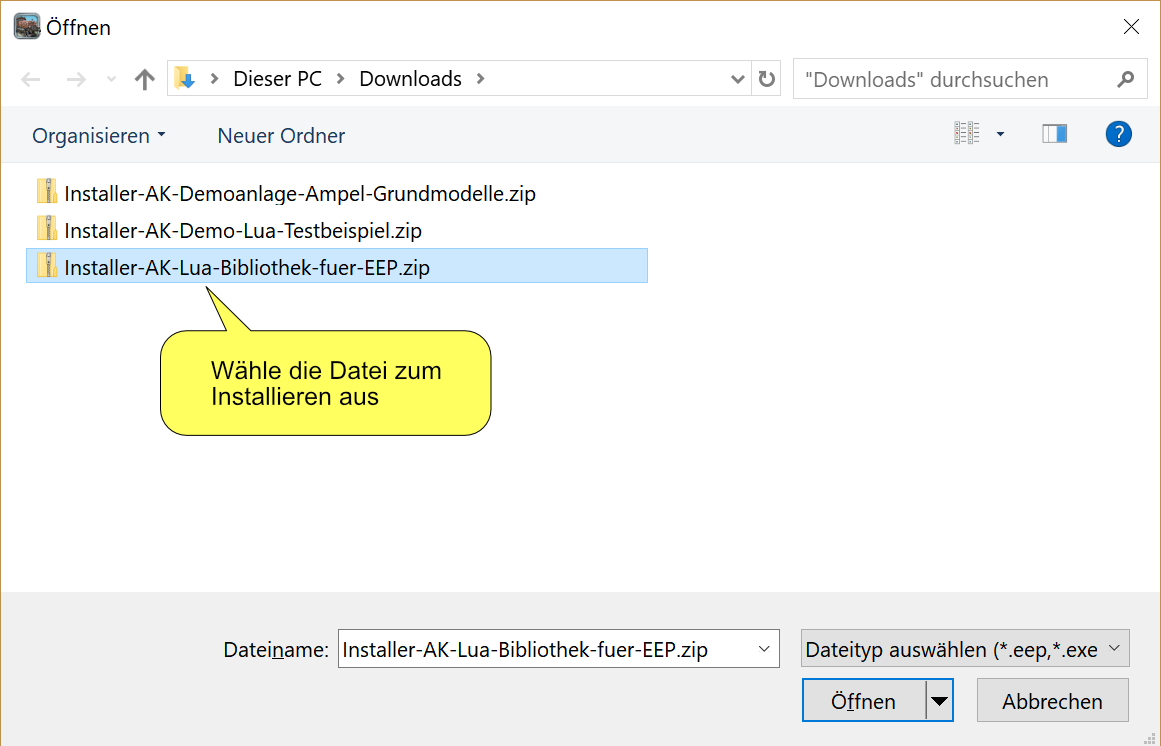 Öffnen
Dieser PC > Downloads >
"Downloads" durchsuchen
Organisieren
Neuer Ordner
?
Installer-AK-Demoanlage-Ampel-Grundmodelle.zip
Installer-AK-Demo-Lua-Testbeispiel.zip
Installer-AK-Lua-Bibliothek-fuer-EEP.zip
Wähle die Datei zum
Installieren aus
Dateiname:
Installer-AK-Lua-Bibliothek-fuer-EEP.zip
Dateityp auswählen (*.eep,*.exe
Öffnen
Abbrechen